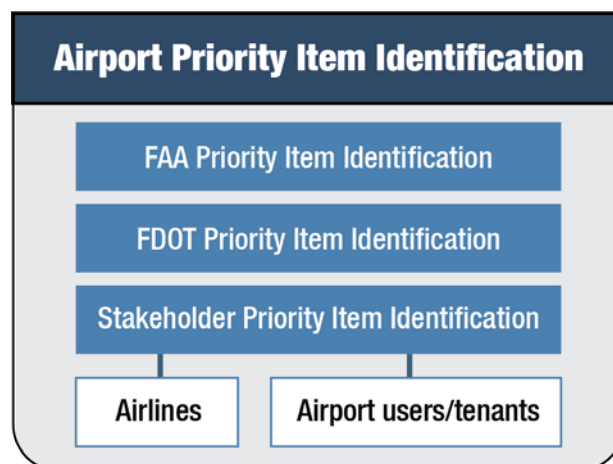 Airport Priority Item Identification
FAA Priority Item Identification
FDOT Priority Item Identification
Stakeholder Priority Item Identification
Airlines
Airport users/tenants